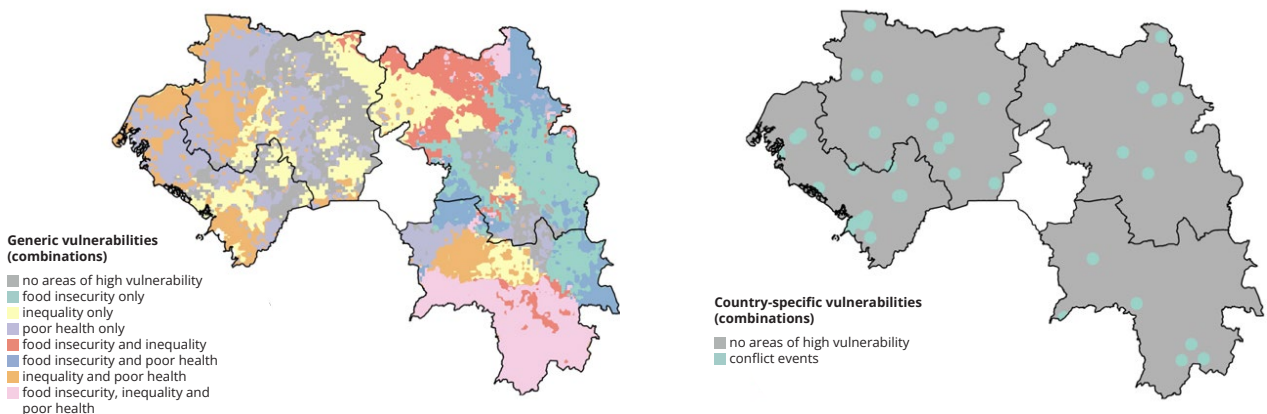 Generic vulnerabilities
(combinations)
no areas of high vulnerability
food insecurity only
inequality only
poor health only
food insecurity and inequality
food insecurity and poor health
inequality and poor health
food insecurity, inequality and
poor health
Country-specific vulnerabilities
(combinations)
no areas of high vulnerability
conflict events